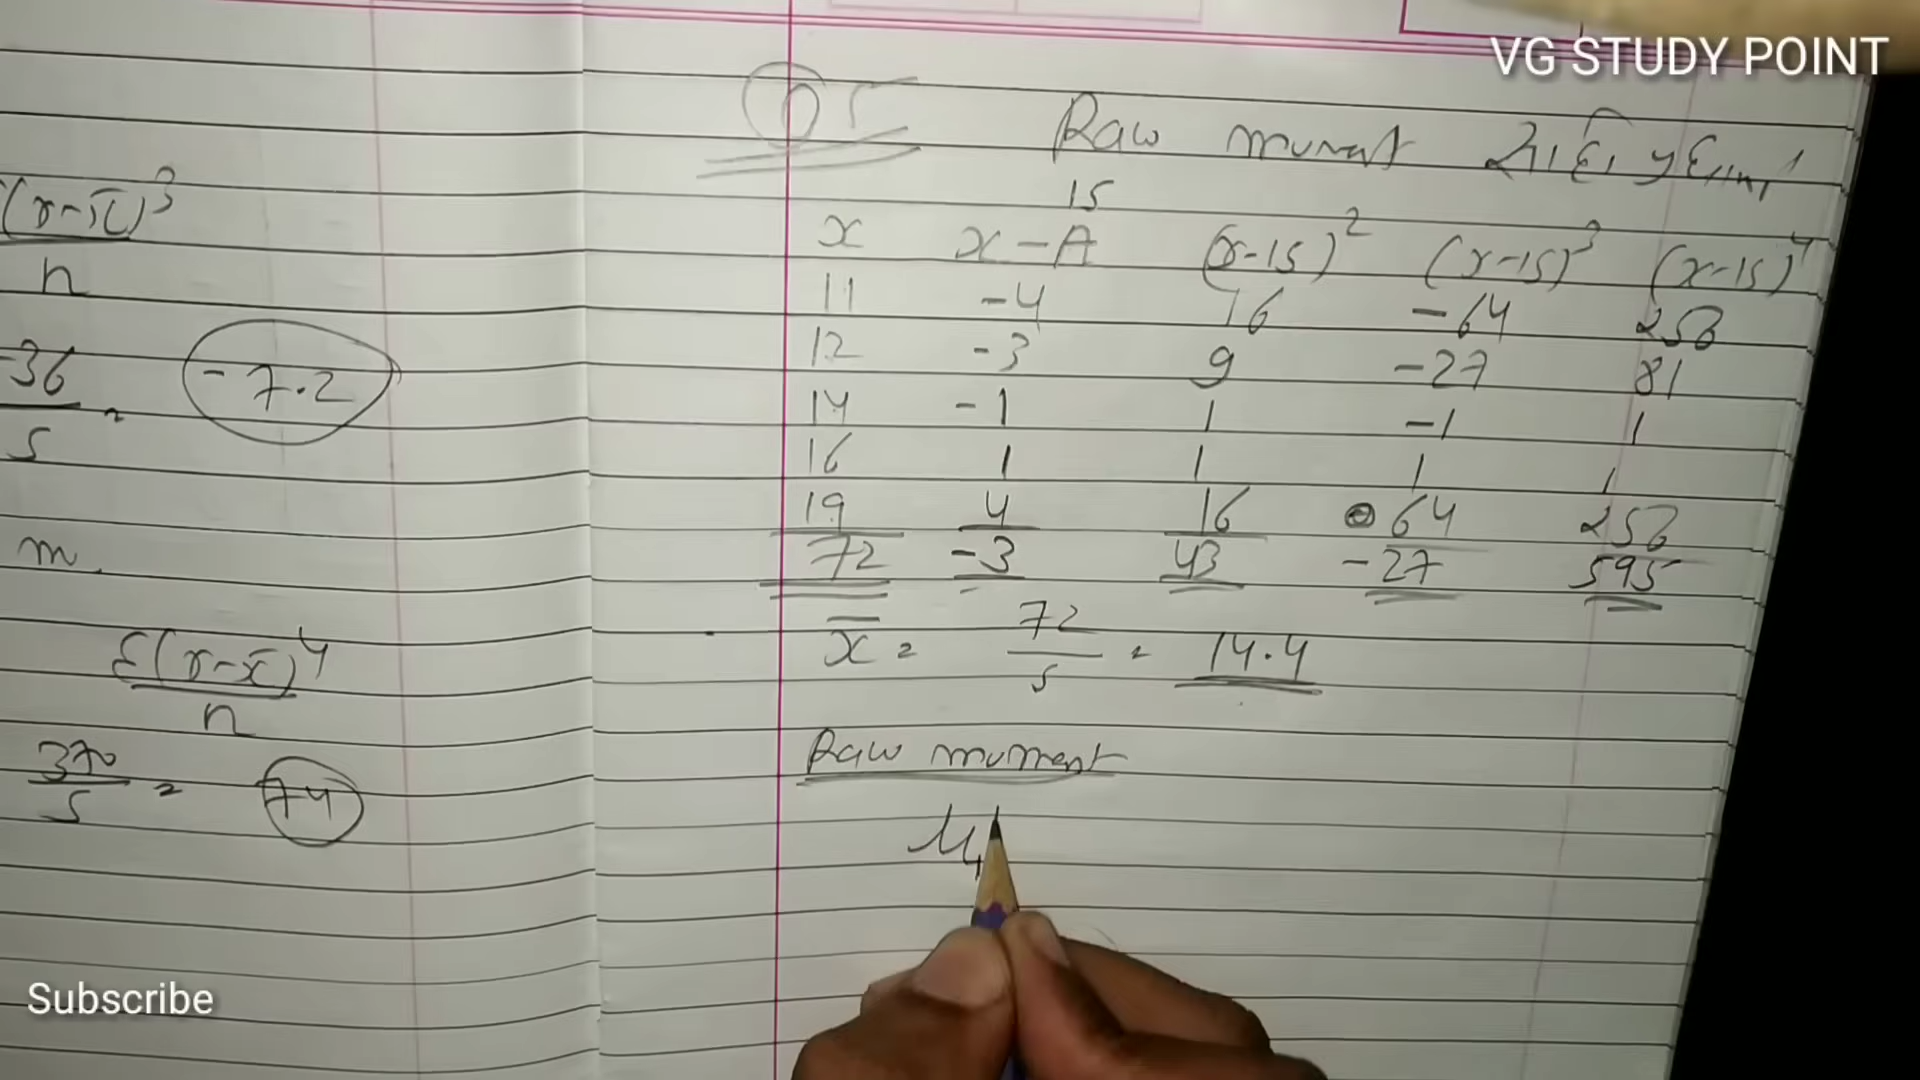 VG STUDY POINT
(x-x̄)³
n
-36
5
=
-7.2
m.
Σ(x-x̄)⁴
n
370
5
= 74
Subscribe
Raw moment
15
x x-A (x-15)² (x-15)³ (x-15)⁴
11 -4 16 -64 256
12 -3 9 -27 81
14 -1 1 -1 1
16 1 1 1 1
19 4 16 64 256
72 -3 43 -27 595
x̄ = 72/5 = 14.4
Raw moment
μ₁